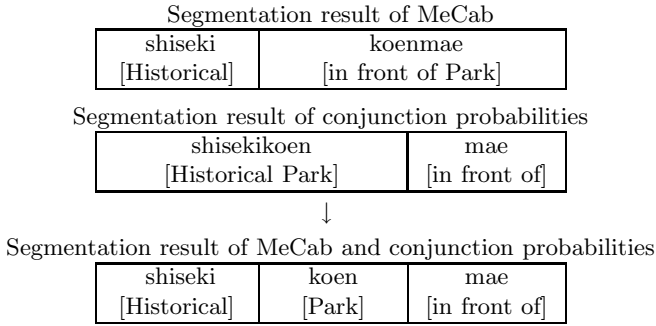 Segmentation result of MeCab
shiseki koenmae
[Historical] [in front of Park]
Segmentation result of conjunction probabilities
shisekikoen mae
[Historical Park] [in front of]
↓
Segmentation result of MeCab and conjunction probabilities
shiseki koen mae
[Historical] [Park] [in front of]